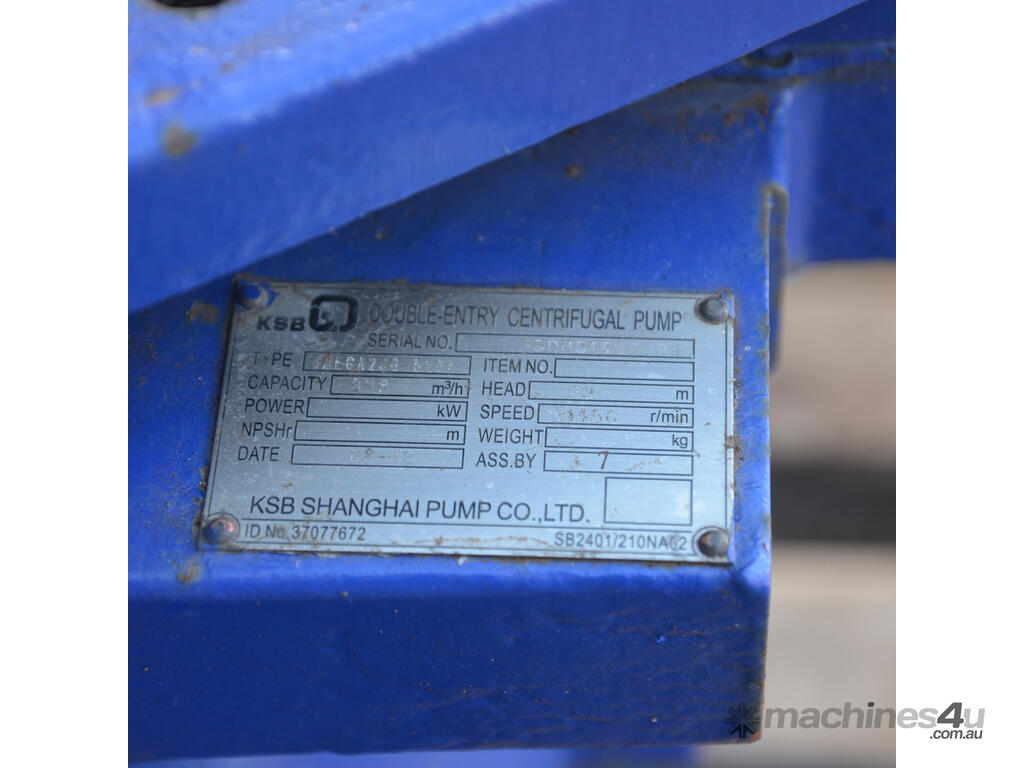 KSB DOUBLE-ENTRY CENTRIFUGAL PUMP
SERIAL NO.
TYPE ITEM NO.
CAPACITY m³/h HEAD m
POWER kW SPEED r/min
NPSHr m WEIGHT kg
DATE ASS.BY 7
KSB SHANGHAI PUMP CO.,LTD.
ID No. 37077672 SB2401/210NA02
machines4u
.com.au